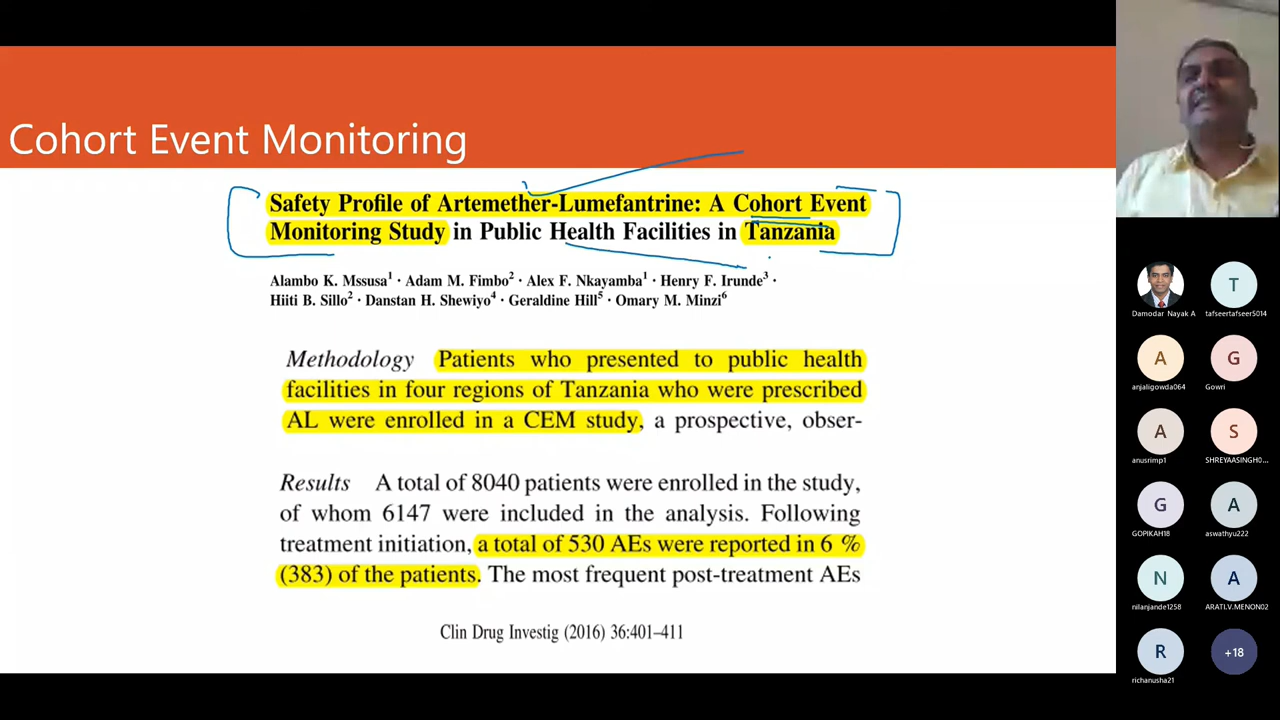 Cohort Event Monitoring
Safety Profile of Artemether-Lumefantrine: A Cohort Event
Monitoring Study in Public Health Facilities in Tanzania
Alambo K. Mssusa1 · Adam M. Fimbo2 · Alex F. Nkayamba1 · Henry F. Irunde3 ·
Hiiti B. Sillo2 · Danstan H. Shewiyo4 · Geraldine Hill5 · Omary M. Minzi6
Methodology Patients who presented to public health
facilities in four regions of Tanzania who were prescribed
AL were enrolled in a CEM study, a prospective, obser-
Results A total of 8040 patients were enrolled in the study,
of whom 6147 were included in the analysis. Following
treatment initiation, a total of 530 AEs were reported in 6 %
(383) of the patients. The most frequent post-treatment AEs
Clin Drug Investig (2016) 36:401–411
T
Damodar Nayak A
tafseertafseer5014
A
G
anjaligowda064
Gowri
A
S
anusrimp1
SHREYAASINGH0...
G
A
GOPIKAH18
aswathyu222
N
A
nilanjande1258
ARATI.V.MENON02
R
+18
richanusha21